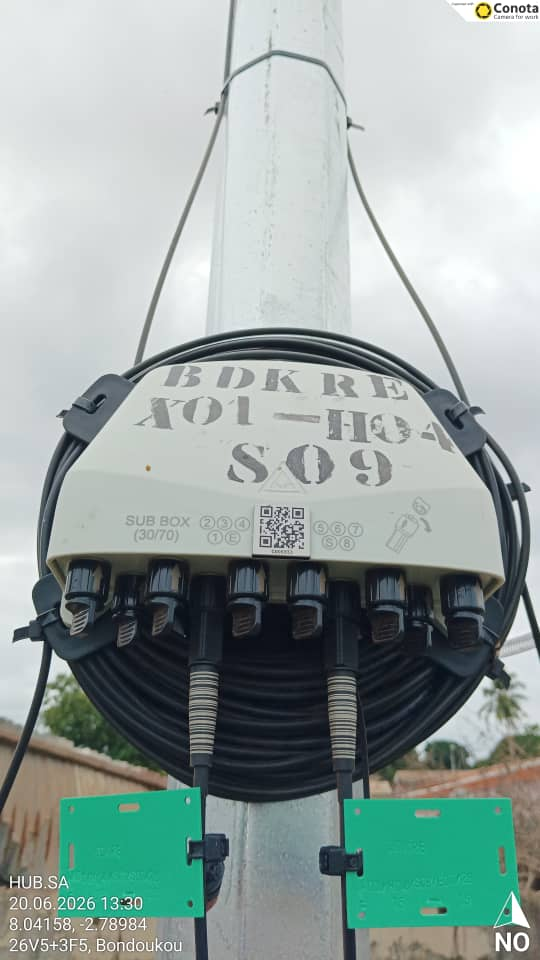 Conota
Camera for work
BDKRE
X01-H04
S09
SUB BOX
(30/70)
2 3 4
1 E
5 6 7
S 8
HUB.SA
20.06.2026 13:30
8.04158, -2.78984
26V5+3F5, Bondoukou
NO